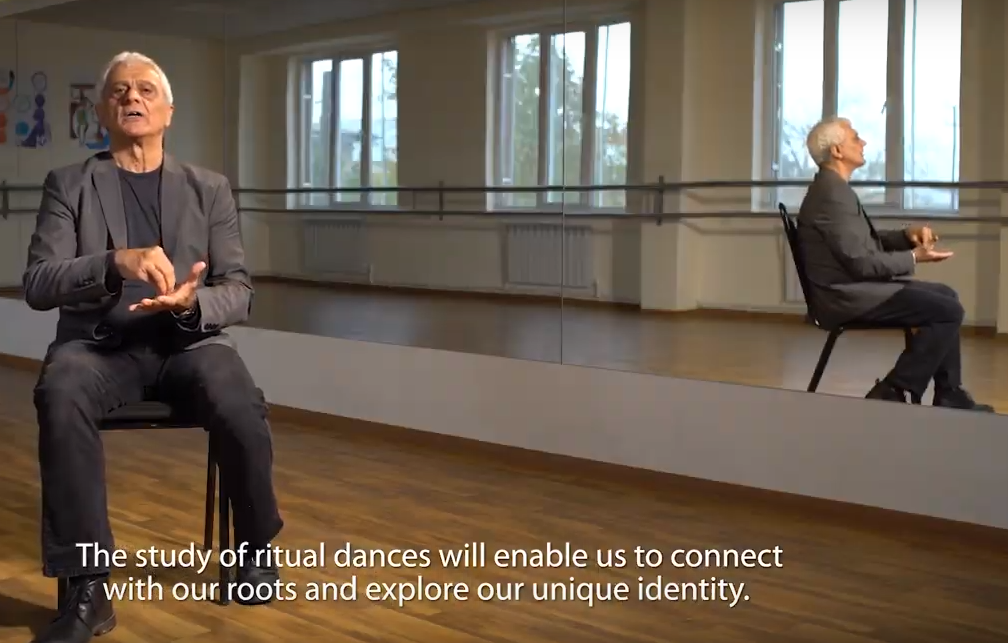 The study of ritual dances will enable us to connect
with our roots and explore our unique identity.